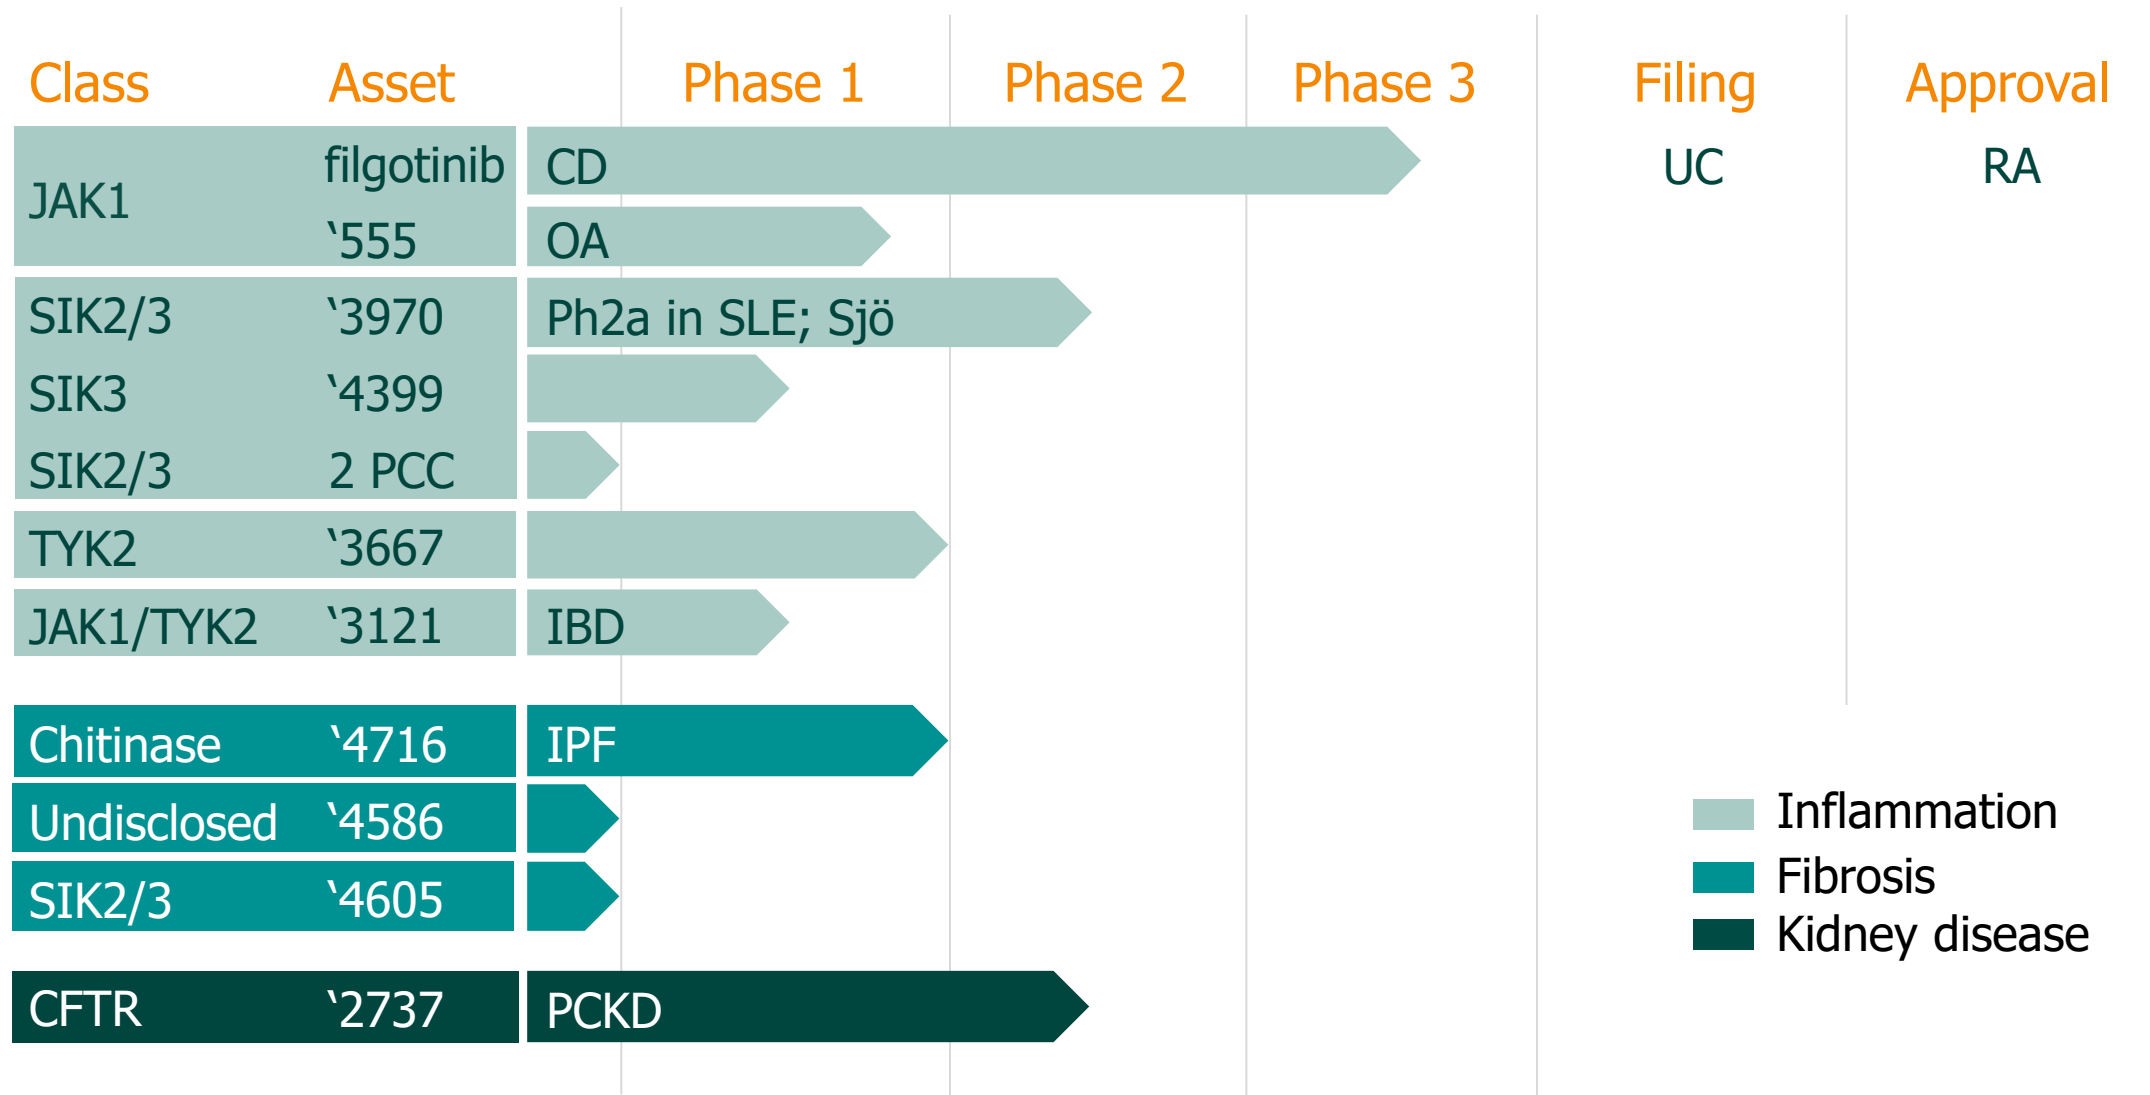 Class Asset Phase 1 Phase 2 Phase 3 Filing Approval
JAK1 filgotinib CD UC RA
‵555 OA
SIK2/3 ‵3970 Ph2a in SLE; Sjö
SIK3 ‵4399
SIK2/3 2 PCC
TYK2 ‵3667
JAK1/TYK2 ‵3121 IBD
Chitinase ‵4716 IPF
Undisclosed ‵4586
SIK2/3 ‵4605
CFTR ‵2737 PCKD
Inflammation
Fibrosis
Kidney disease